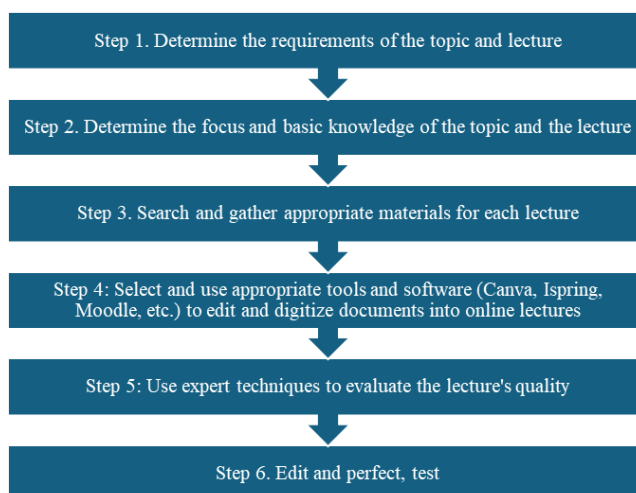 Step 1. Determine the requirements of the topic and lecture
Step 2. Determine the focus and basic knowledge of the topic and the lecture
Step 3. Search and gather appropriate materials for each lecture
Step 4: Select and use appropriate tools and software (Canva, Ispring,
Moodle, etc.) to edit and digitize documents into online lectures
Step 5: Use expert techniques to evaluate the lecture's quality
Step 6. Edit and perfect, test